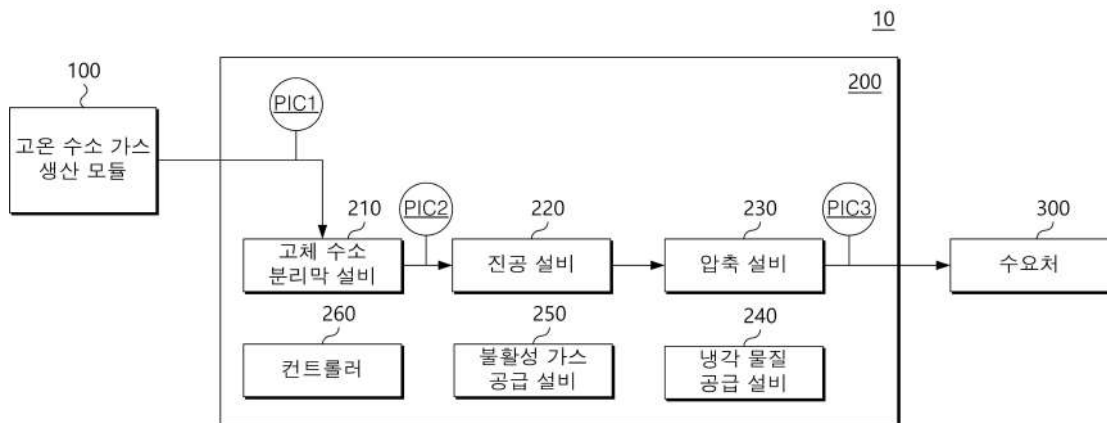 10
100
200
PIC1
고온 수소 가스
생산 모듈
210
PIC2
220
230
PIC3
300
고체 수소
분리막 설비
진공 설비
압축 설비
수요처
260
250
240
컨트롤러
불활성 가스
공급 설비
냉각 물질
공급 설비